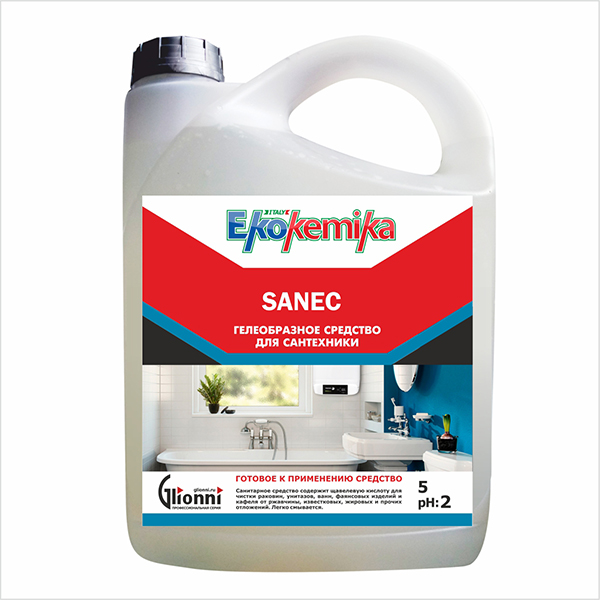 ITALY
Ekokemika
SANEC
ГЕЛЕОБРАЗНОЕ СРЕДСТВО
ДЛЯ САНТЕХНИКИ
ГОТОВОЕ К ПРИМЕНЕНИЮ СРЕДСТВО
Санитарное средство содержит щавелевую кислоту для
чистки раковин, унитазов, ванн, фаянсовых изделий и
кафеля от ржавчины, известковых, жировых и прочих
отложений. Легко смывается.
5
pH:2
glionni.ru
Glionni
ПРОФЕССИОНАЛЬНАЯ СЕРИЯ